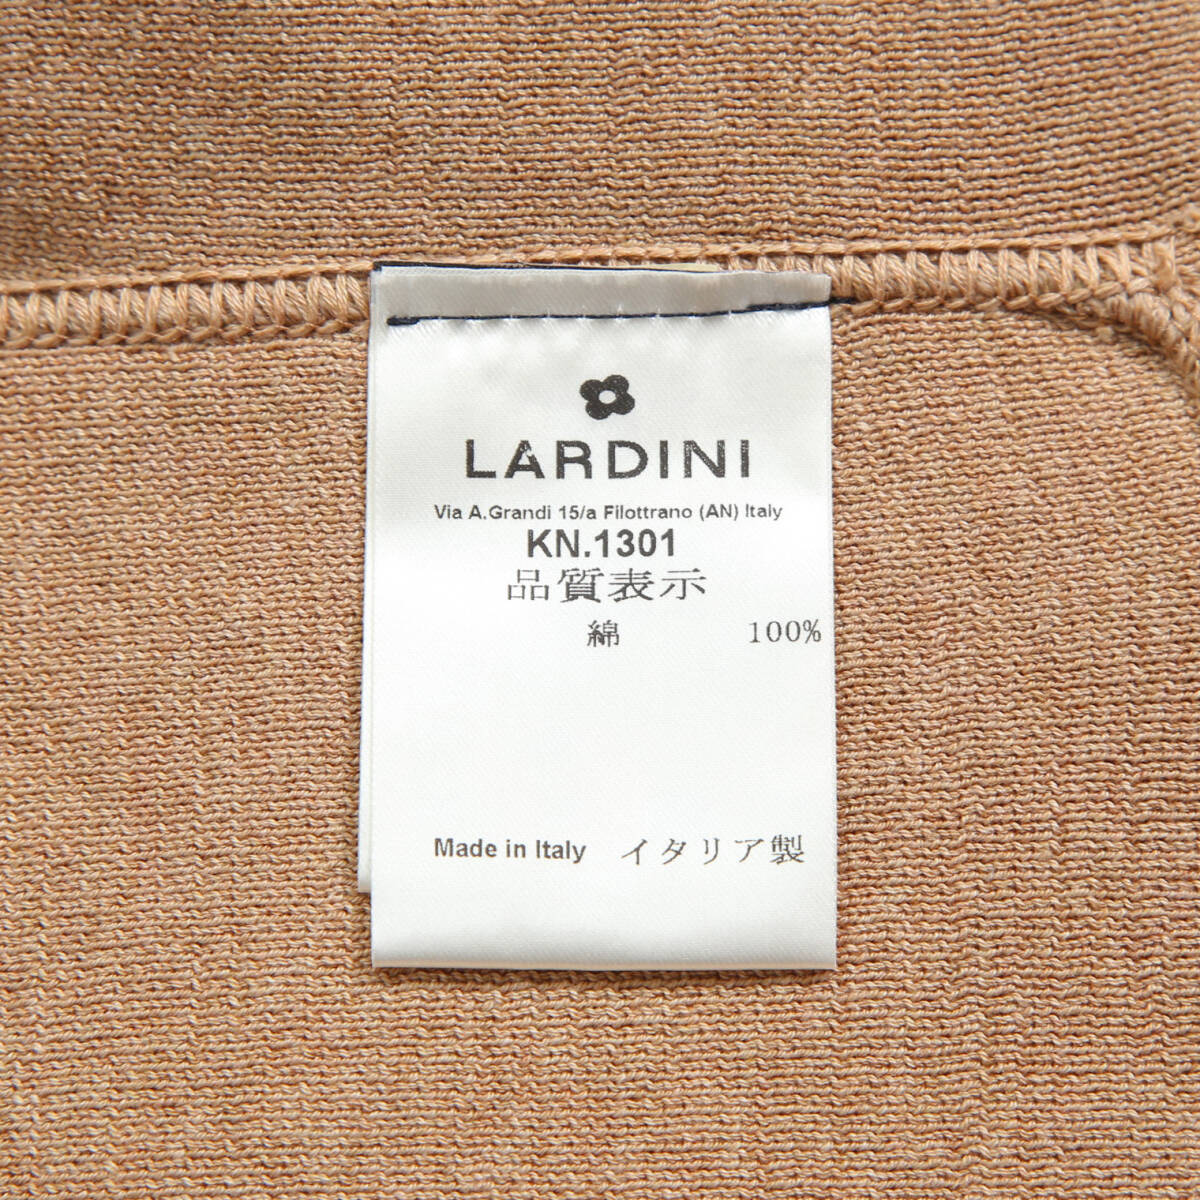 LARDINI
Via A.Grandi 15/a Filottrano (AN) Italy
KN.1301
品質表示
綿 100%
Made in Italy イタリア製